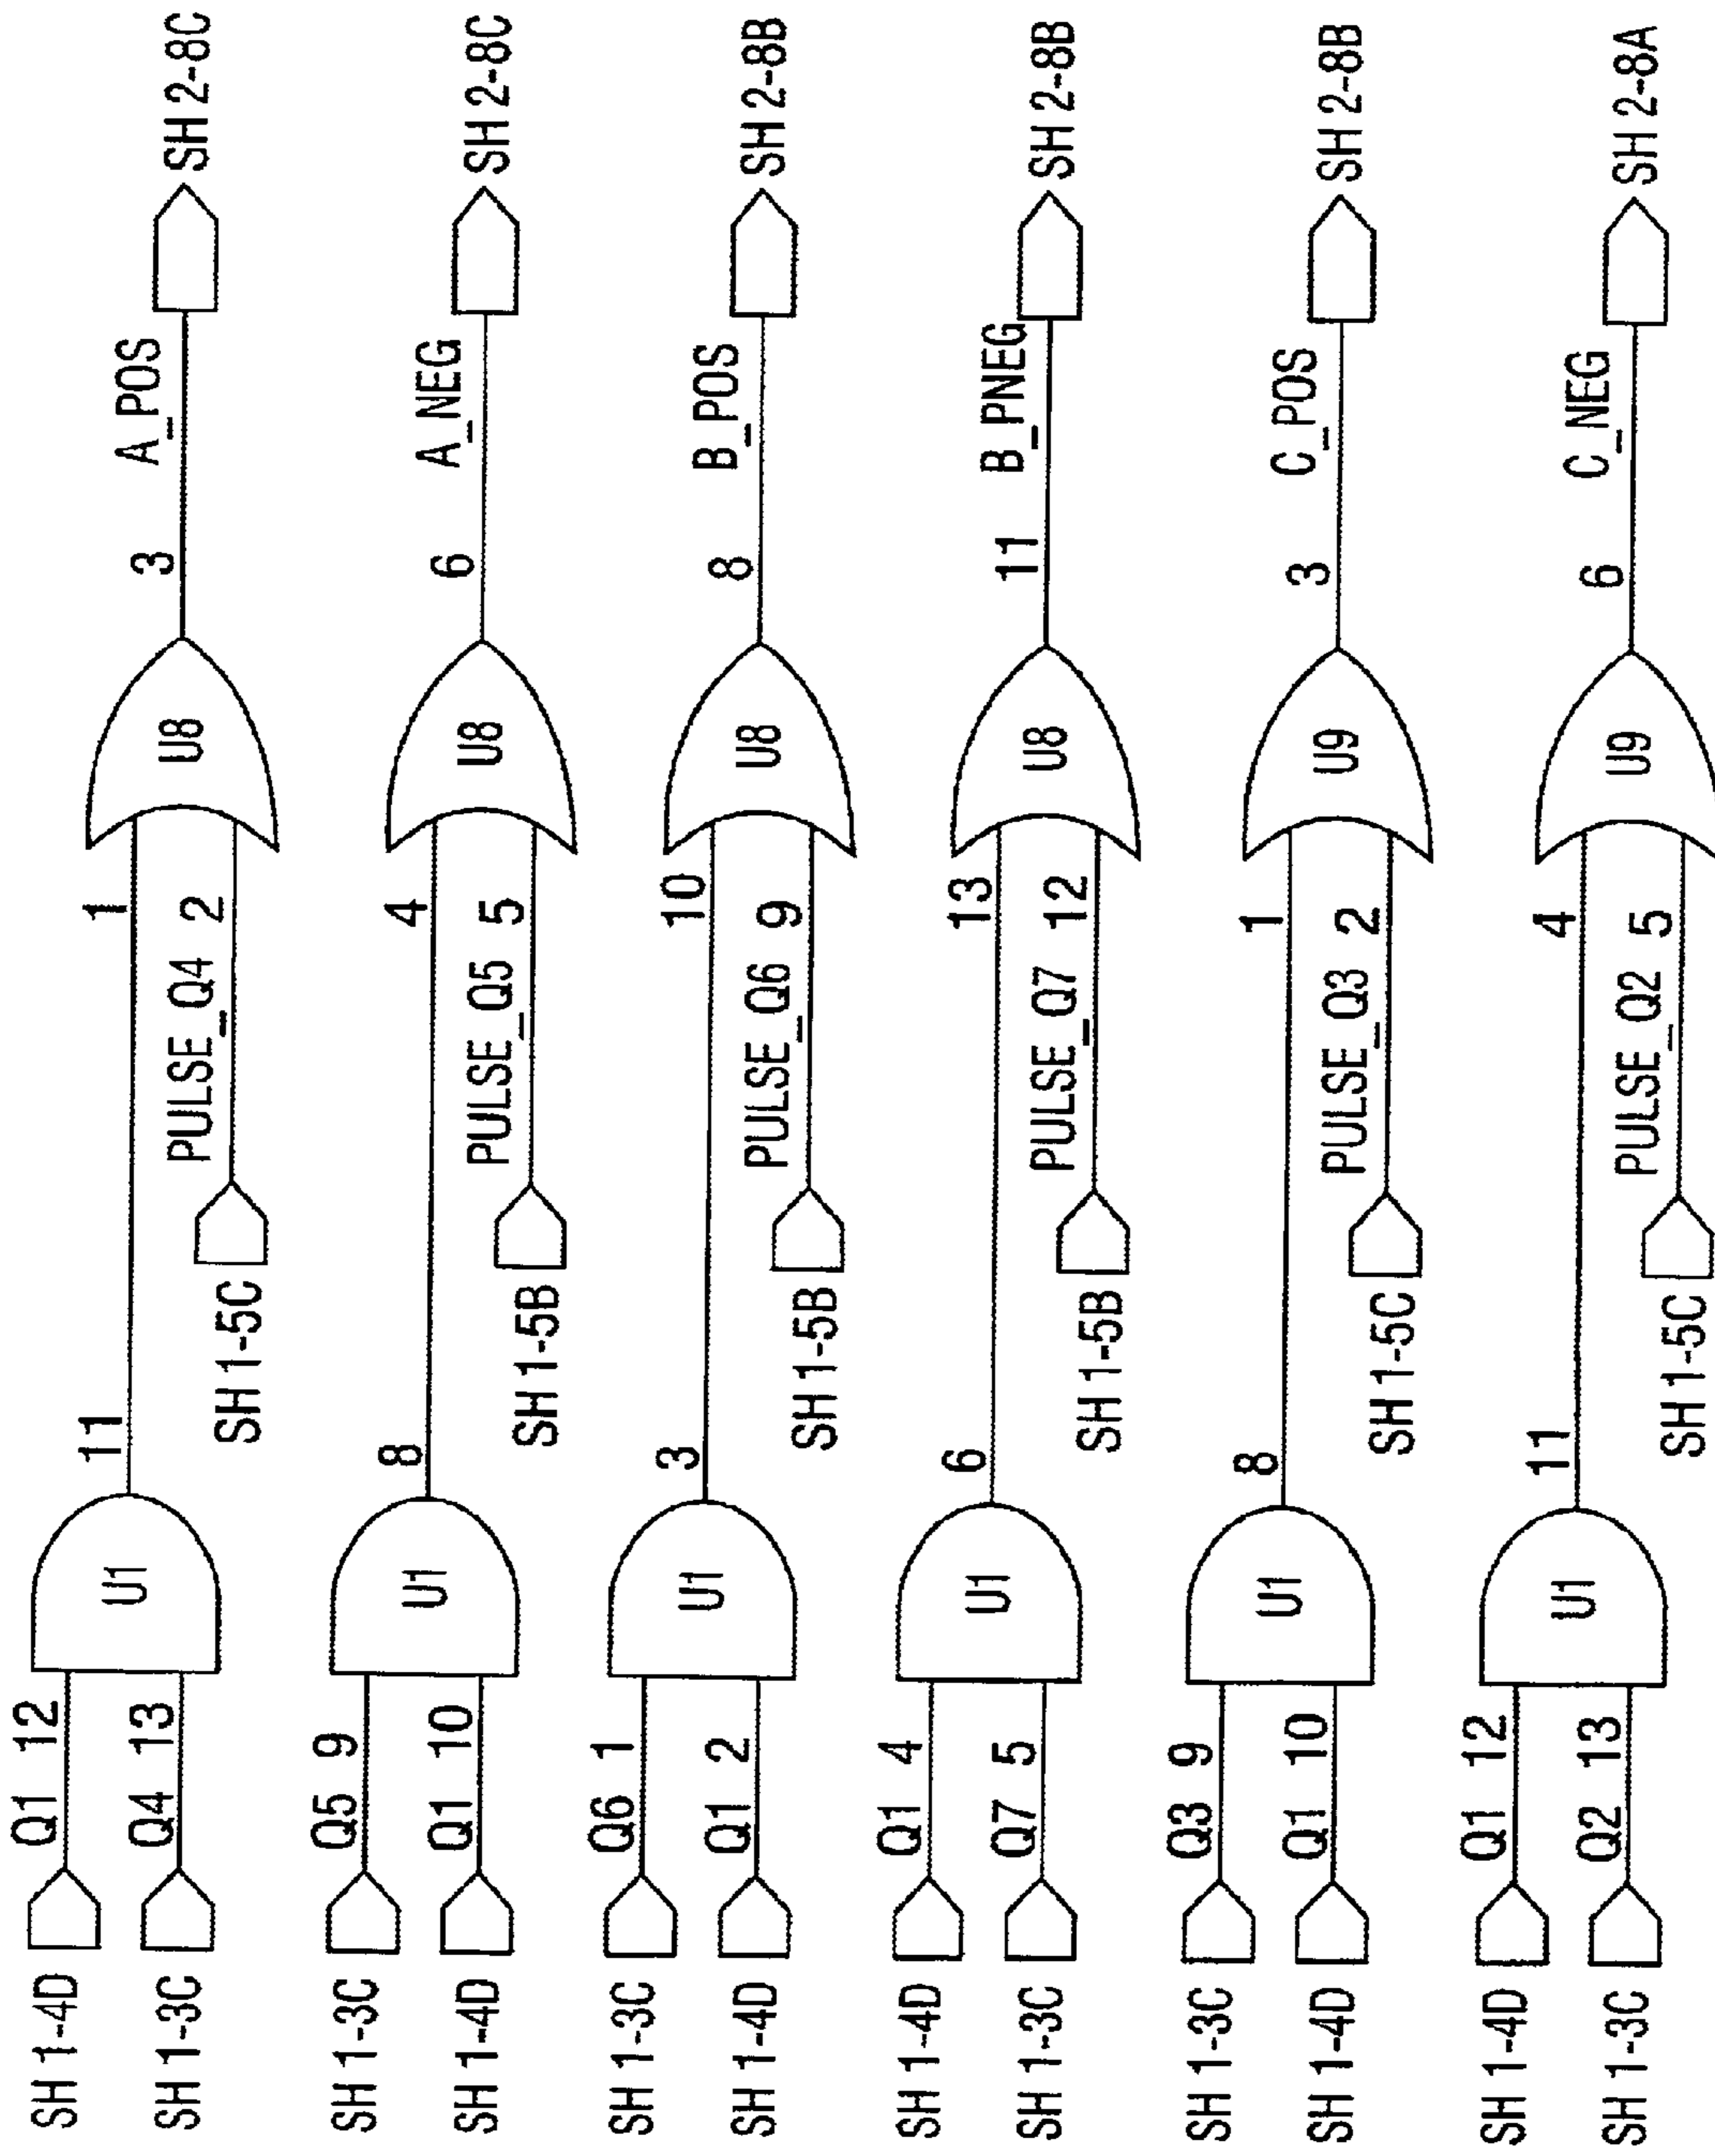 SH 1-4D Q1 12
SH 1-3C Q4 13
U1
11 1
SH 1-5C PULSE_Q4 2
U8
3 A_POS SH 2-8C
SH 1-3C Q5 9
SH 1-4D Q1 10
U1
8 4
SH 1-5B PULSE_Q5 5
U8
6 A_NEG SH 2-8C
SH 1-3C Q6 1
SH 1-4D Q1 2
U1
3 10
SH 1-5B PULSE_Q6 9
U8
8 B_POS SH 2-8B
SH 1-4D Q1 4
SH 1-3C Q7 5
U1
6 13
SH 1-5B PULSE_Q7 12
U8
11 B_PNEG SH 2-8B
SH 1-3C Q3 9
SH 1-4D Q1 10
U1
8 1
SH 1-5C PULSE_Q3 2
U9
3 C_POS SH 2-8B
SH 1-4D Q1 12
SH 1-3C Q2 13
U1
11 4
SH 1-5C PULSE_Q2 5
U9
6 C_NEG SH 2-8A